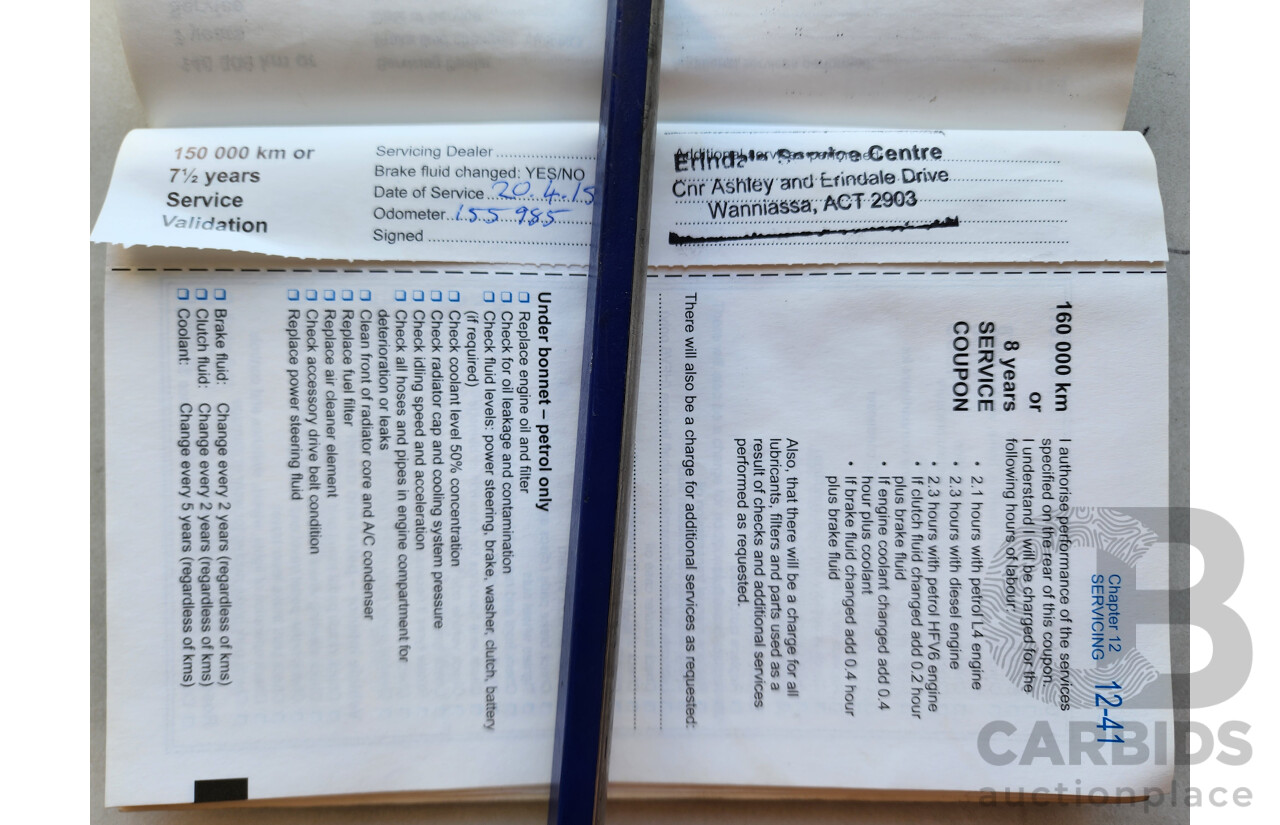 150 000 km or
7½ years
Service
Validation
Servicing Dealer
Brake fluid changed: YES/NO
Date of Service 20.4.15
Odometer 155 985
Signed
Additional services performed
Erindale Service Centre
Cnr Ashley and Erindale Drive
Wanniassa, ACT 2903
Chapter 12
SERVICING 12-41
160 000 km
or
8 years
SERVICE
COUPON
I authorise performance of the services
specified on the rear of this coupon.
I understand I will be charged for the
following hours of labour:
• 2.1 hours with petrol L4 engine
• 2.3 hours with diesel engine
• 2.3 hours with petrol HFV6 engine
• If clutch fluid changed add 0.2 hour
plus brake fluid
• If engine coolant changed add 0.4
hour plus coolant
• If brake fluid changed add 0.4 hour
plus brake fluid
Also, that there will be a charge for all
lubricants, filters and parts used as a
result of checks and additional services
performed as requested.
There will also be a charge for additional services as requested:
Under bonnet – petrol only
❑ Replace engine oil and filter
❑ Check for oil leakage and contamination
❑ Check fluid levels: power steering, brake, washer, clutch, battery
(if required)
❑ Check coolant level 50% concentration
❑ Check radiator cap and cooling system pressure
❑ Check idling speed and acceleration
❑ Check all hoses and pipes in engine compartment for
deterioration or leaks
❑ Clean front of radiator core and A/C condenser
❑ Replace fuel filter
❑ Replace air cleaner element
❑ Check accessory drive belt condition
❑ Replace power steering fluid
❑ Brake fluid: Change every 2 years (regardless of kms)
❑ Clutch fluid: Change every 2 years (regardless of kms)
❑ Coolant: Change every 5 years (regardless of kms)
CARBIDS
auctionplace